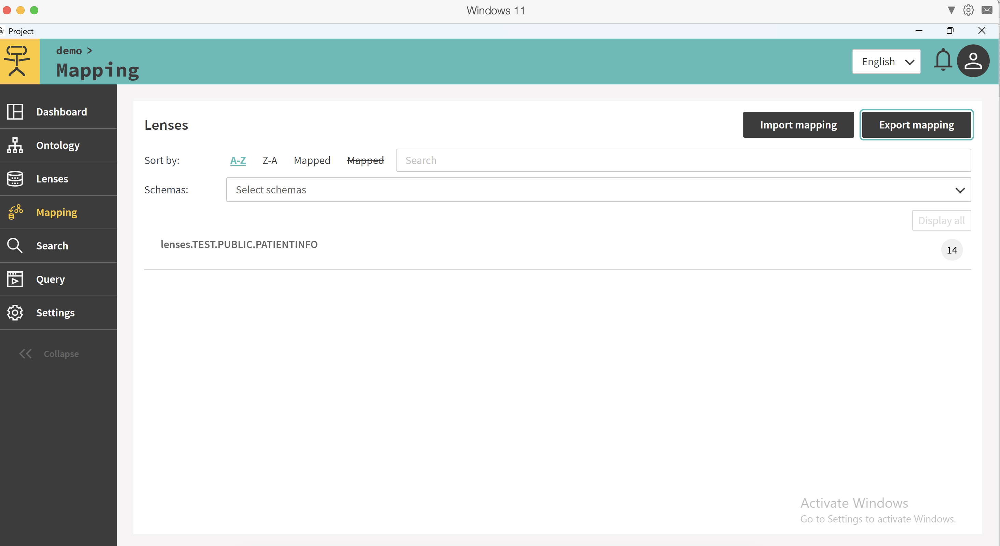 Windows 11
Project
demo >
Mapping
English
Dashboard
Ontology
Lenses
Mapping
Search
Query
Settings
Collapse
Lenses
Import mapping
Export mapping
Sort by:
A-Z
Z-A
Mapped
Mapped
Search
Schemas:
Select schemas
Display all
lenses.TEST.PUBLIC.PATIENTINFO
14
Activate Windows
Go to Settings to activate Windows.